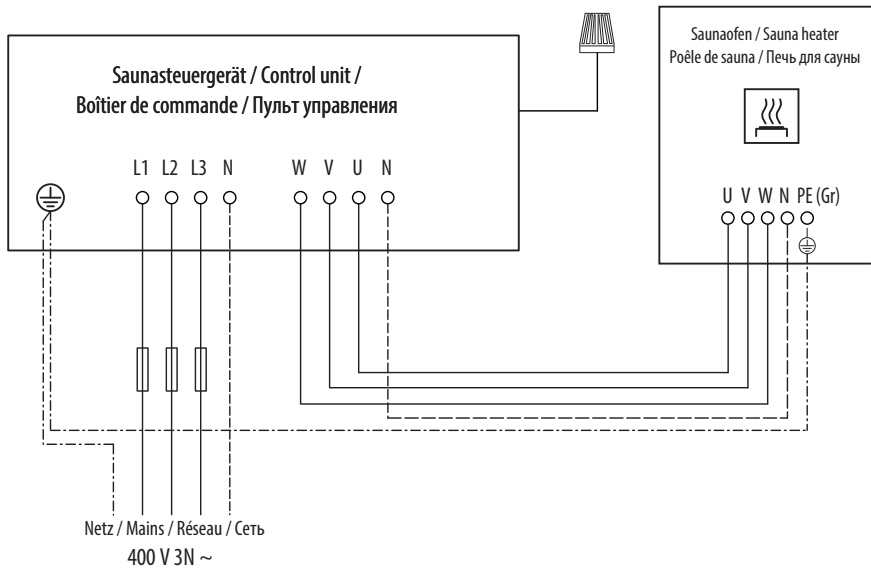 Saunasteuergerät / Control unit /
Boîtier de commande / Пульт управления
L1 L2 L3 N W V U N
Saunaofen / Sauna heater
Poêle de sauna / Печь для сауны
U V W N PE (Gr)
Netz / Mains / Réseau / Сеть
400 V 3N ~